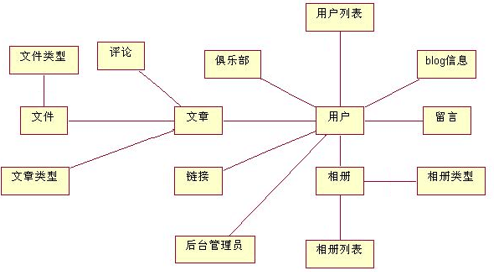 用户列表
文件类型
评论
俱乐部
blog信息
文件
文章
用户
留言
文章类型
链接
相册
相册类型
后台管理员
相册列表